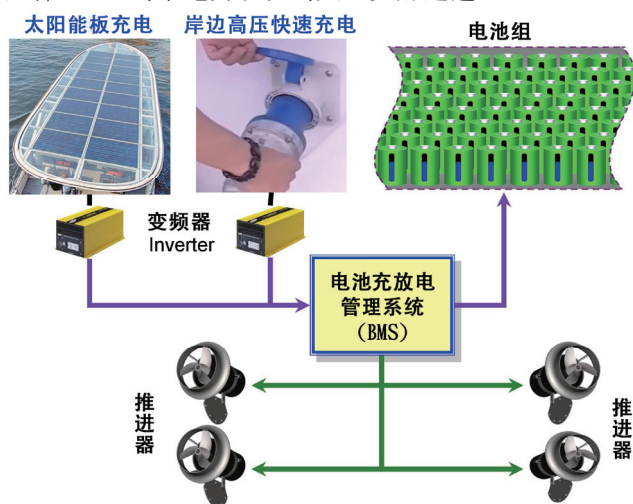 太阳能板充电
岸边高压快速充电
电池组
变频器
Inverter
电池充放电
管理系统
(BMS)
推进器
推进器